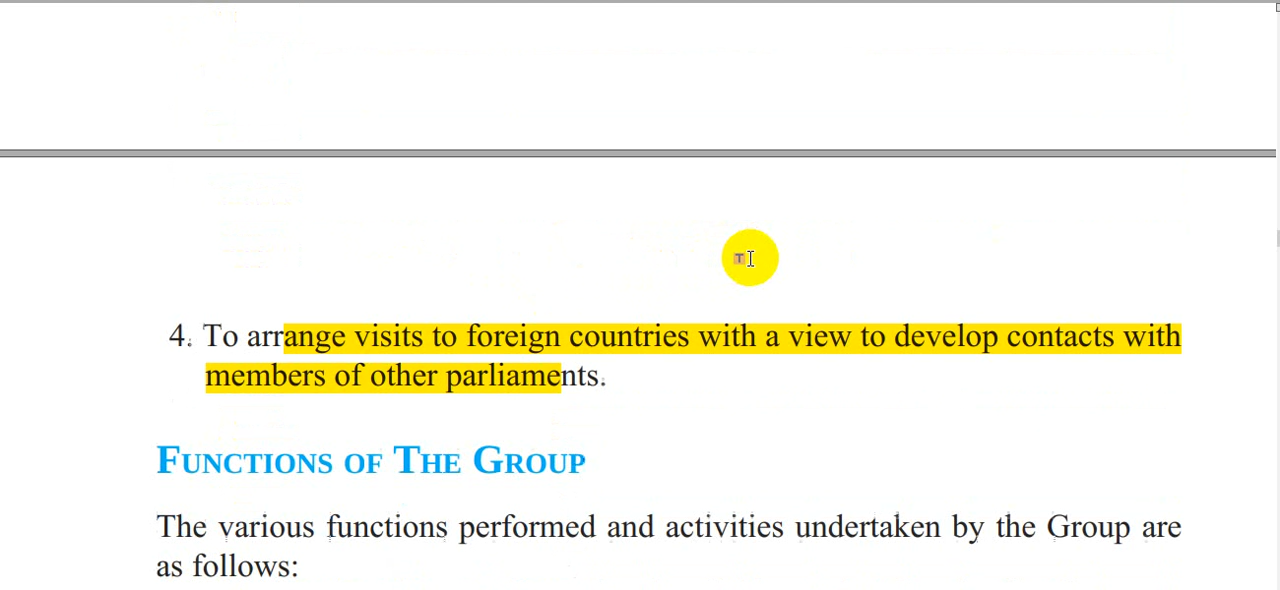 4. To arrange visits to foreign countries with a view to develop contacts with
members of other parliaments.
FUNCTIONS OF THE GROUP
The various functions performed and activities undertaken by the Group are
as follows: